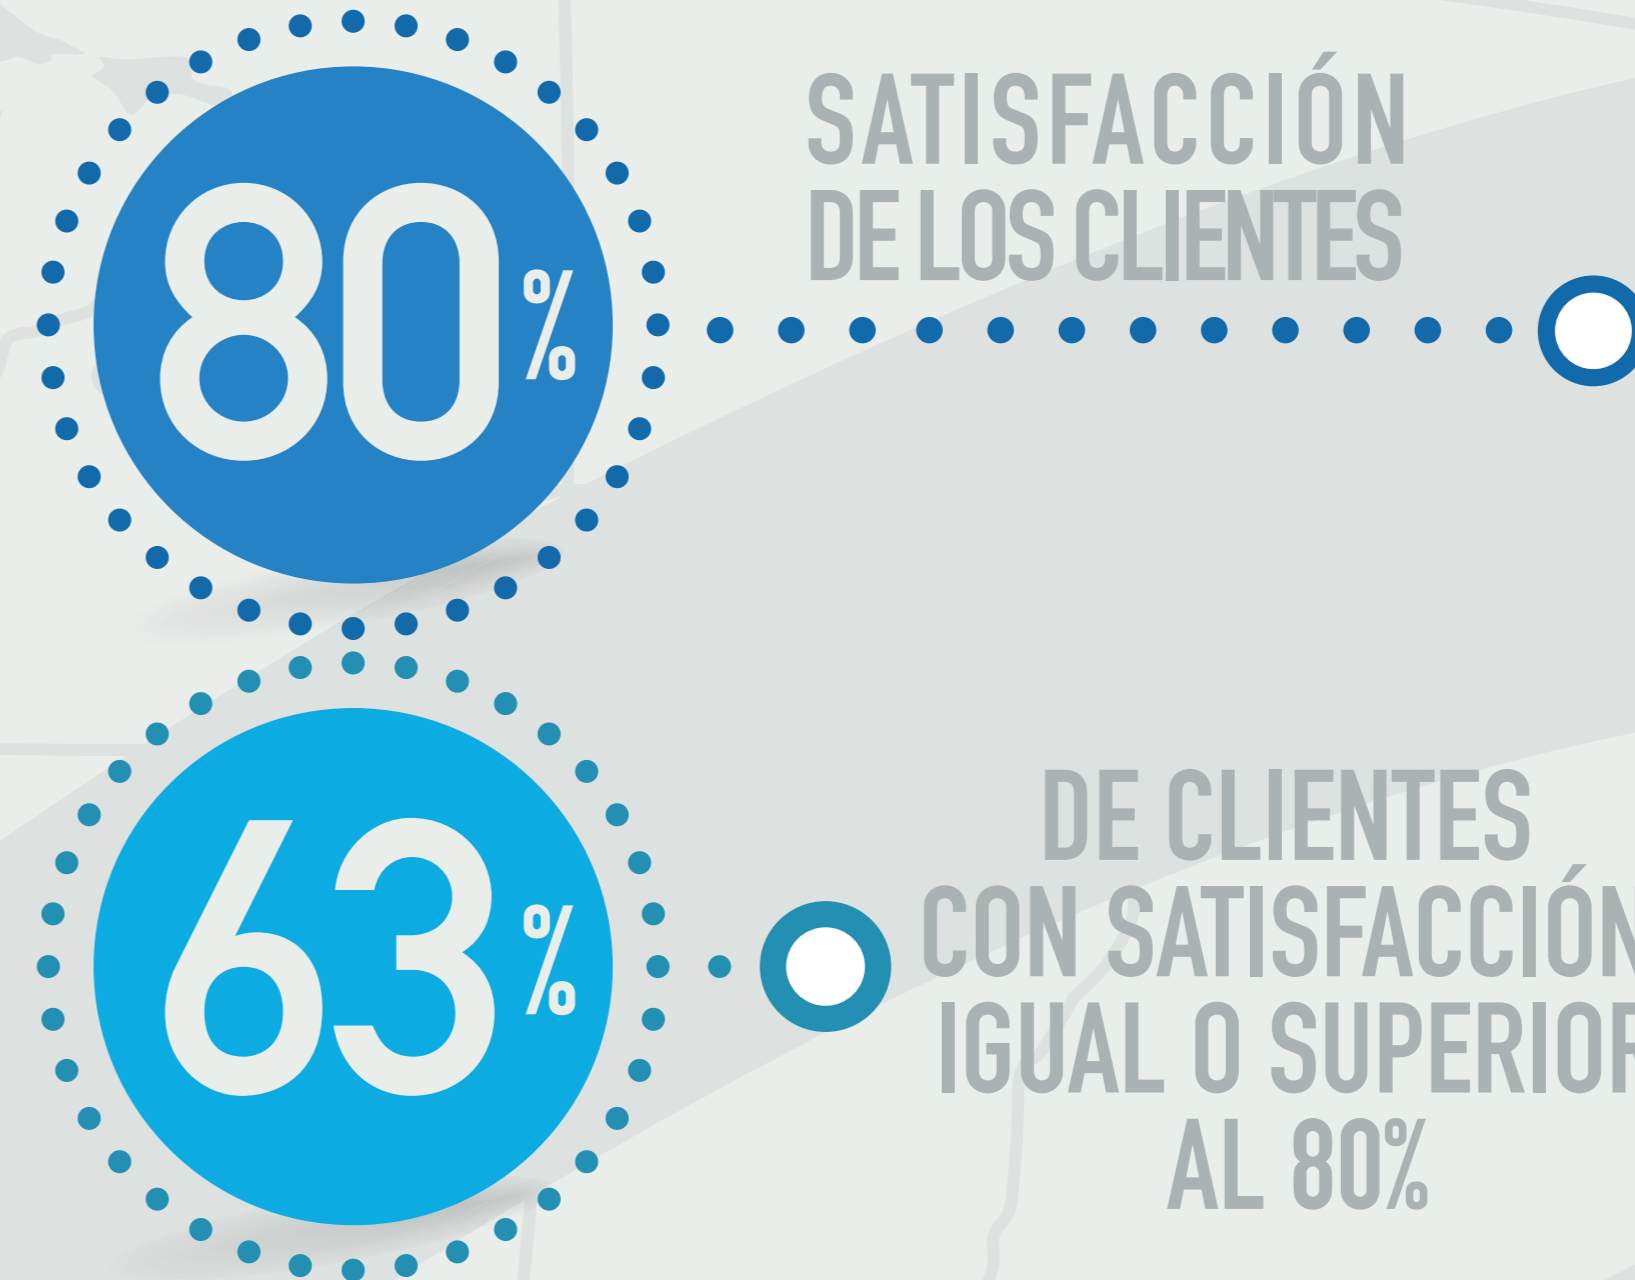 80%
SATISFACCIÓN
DE LOS CLIENTES
63%
DE CLIENTES
CON SATISFACCIÓN
IGUAL O SUPERIOR
AL 80%